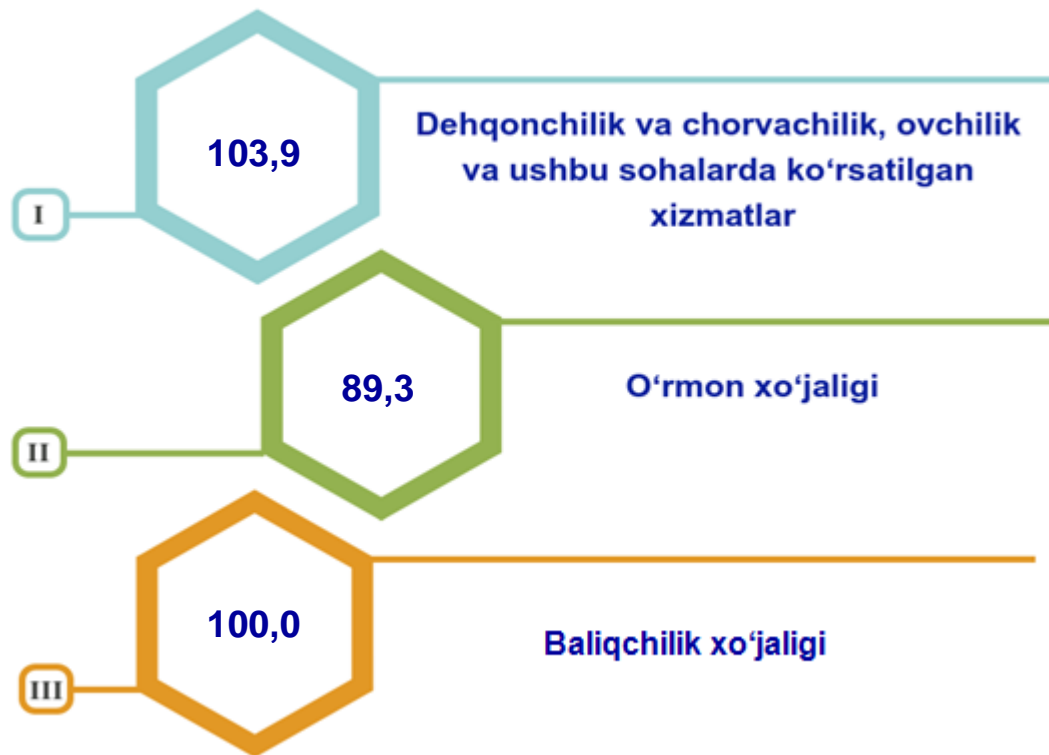 103,9
Dehqonchilik va chorvachilik, ovchilik
va ushbu sohalarda ko‘rsatilgan
xizmatlar
I
89,3
O‘rmon xo‘jaligi
II
100,0
Baliqchilik xo‘jaligi
III